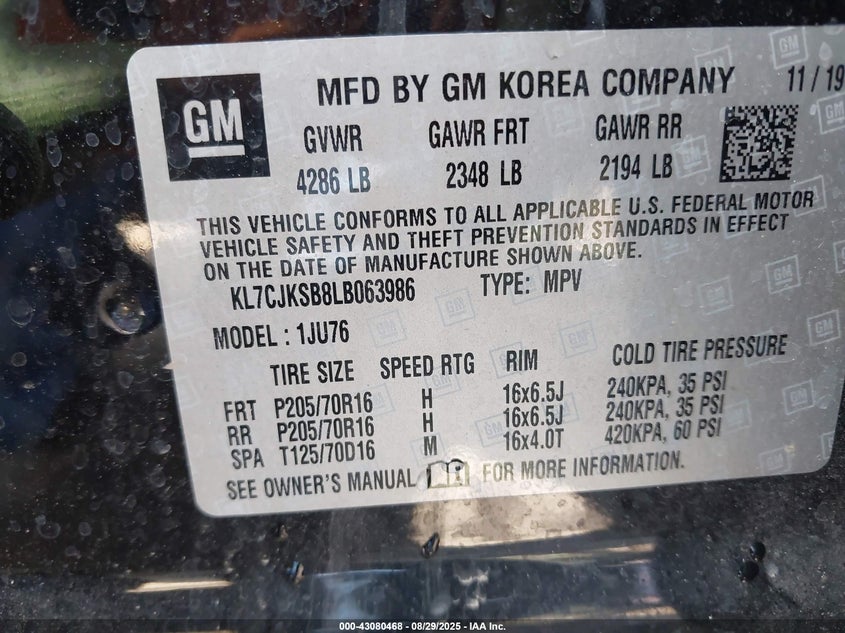 GM
MFD BY GM KOREA COMPANY 11 / 19
GVWR GAWR FRT GAWR RR
4286 LB 2348 LB 2194 LB
THIS VEHICLE CONFORMS TO ALL APPLICABLE U.S. FEDERAL MOTOR
VEHICLE SAFETY AND THEFT PREVENTION STANDARDS IN EFFECT
ON THE DATE OF MANUFACTURE SHOWN ABOVE.
KL7CJKSB8LB063986 TYPE: MPV
MODEL : 1JU76
TIRE SIZE SPEED RTG RIM COLD TIRE PRESSURE
FRT P205/70R16 H 16x6.5J 240KPA, 35 PSI
RR P205/70R16 H 16x6.5J 240KPA, 35 PSI
SPA T125/70D16 M 16x4.0T 420KPA, 60 PSI
SEE OWNER'S MANUAL FOR MORE INFORMATION.
000-43080468 - 08/29/2025 - IAA Inc.